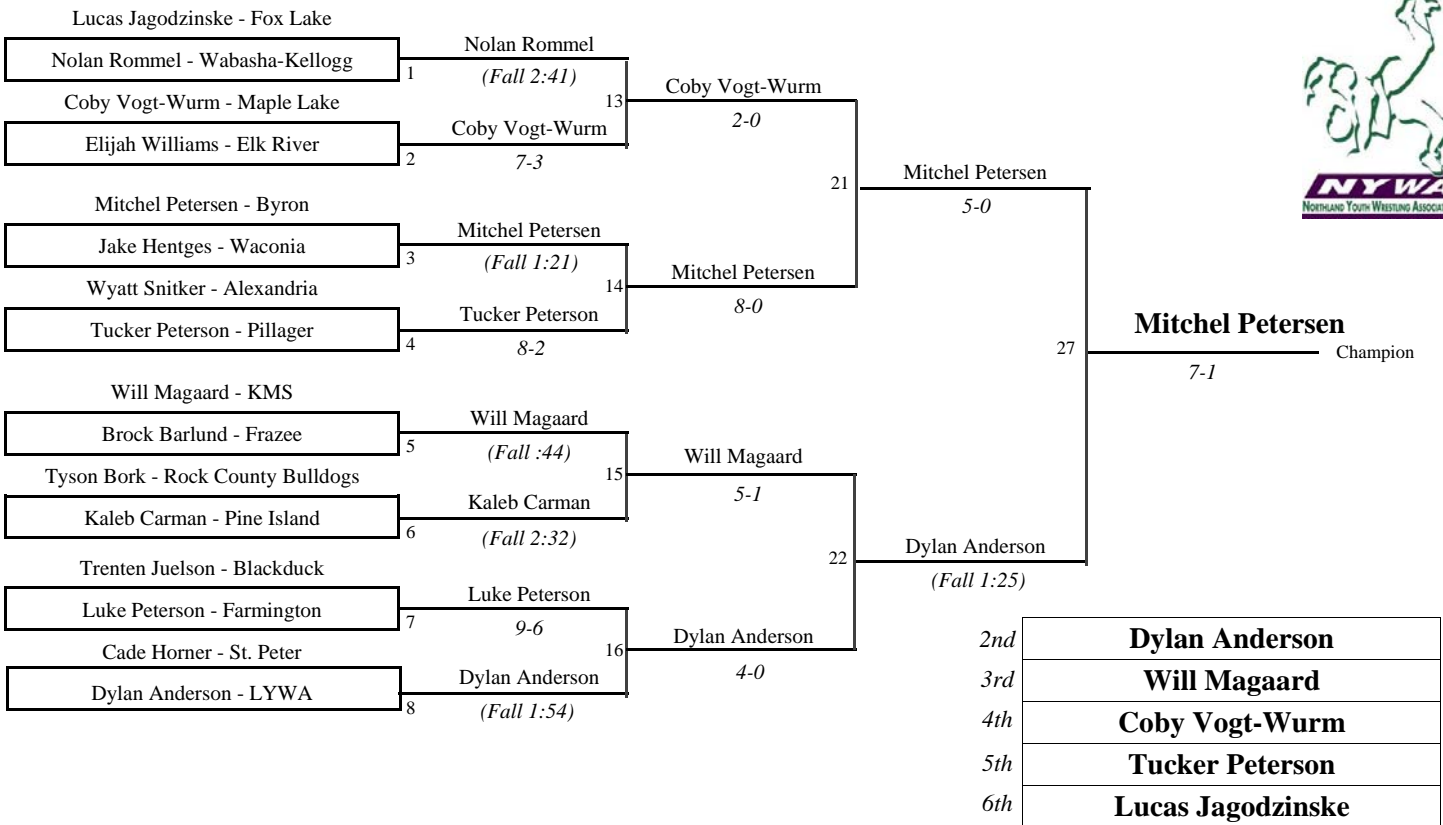 Lucas Jagodzinske - Fox Lake
Nolan Rommel - Wabasha-Kellogg
1
Coby Vogt-Wurm - Maple Lake
Elijah Williams - Elk River
2
Mitchel Petersen - Byron
Jake Hentges - Waconia
3
Wyatt Snitker - Alexandria
Tucker Peterson - Pillager
4
Will Magaard - KMS
Brock Barlund - Frazee
5
Tyson Bork - Rock County Bulldogs
Kaleb Carman - Pine Island
6
Trenten Juelson - Blackduck
Luke Peterson - Farmington
7
Cade Horner - St. Peter
Dylan Anderson - LYWA
8
Nolan Rommel
(Fall 2:41)
13
Coby Vogt-Wurm
7-3
Mitchel Petersen
(Fall 1:21)
14
Tucker Peterson
8-2
Will Magaard
(Fall :44)
15
Kaleb Carman
(Fall 2:32)
Luke Peterson
9-6
16
Dylan Anderson
(Fall 1:54)
Coby Vogt-Wurm
2-0
21
Mitchel Petersen
8-0
Will Magaard
5-1
22
Dylan Anderson
4-0
Mitchel Petersen
5-0
27
Dylan Anderson
(Fall 1:25)
Mitchel Petersen
Champion
7-1
NYWA
Northland Youth Wrestling
2nd Dylan Anderson
3rd Will Magaard
4th Coby Vogt-Wurm
5th Tucker Peterson
6th Lucas Jagodzinske